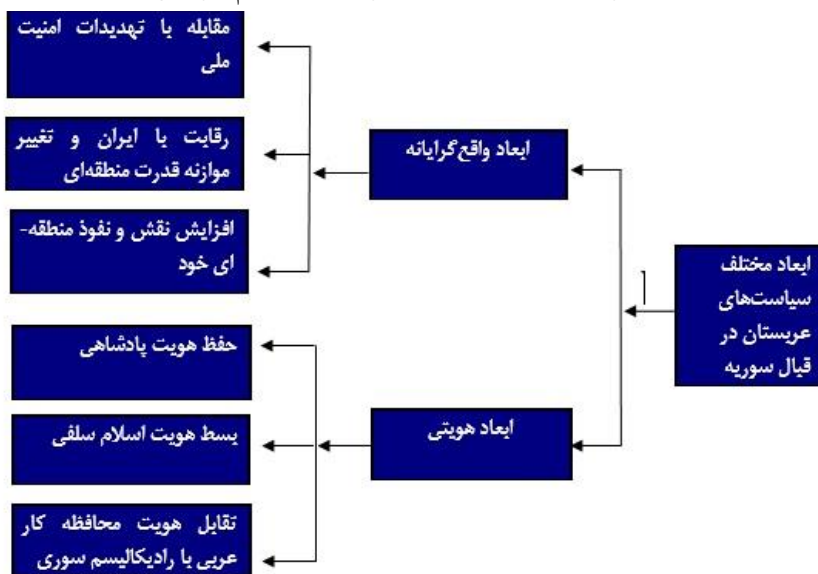 ابعاد مختلف
سیاست‌های
عربستان در
قبال سوریه
ابعاد واقع‌گرایانه
مقابله با تهدیدات امنیت
ملی
رقابت با ایران و تغییر
موازنه قدرت منطقه‌ای
افزایش نقش و نفوذ منطقه-
ای خود
ابعاد هویتی
حفظ هویت پادشاهی
بسط هویت اسلام سلفی
تقابل هویت محافظه کار
عربی با رادیکالیسم سوری